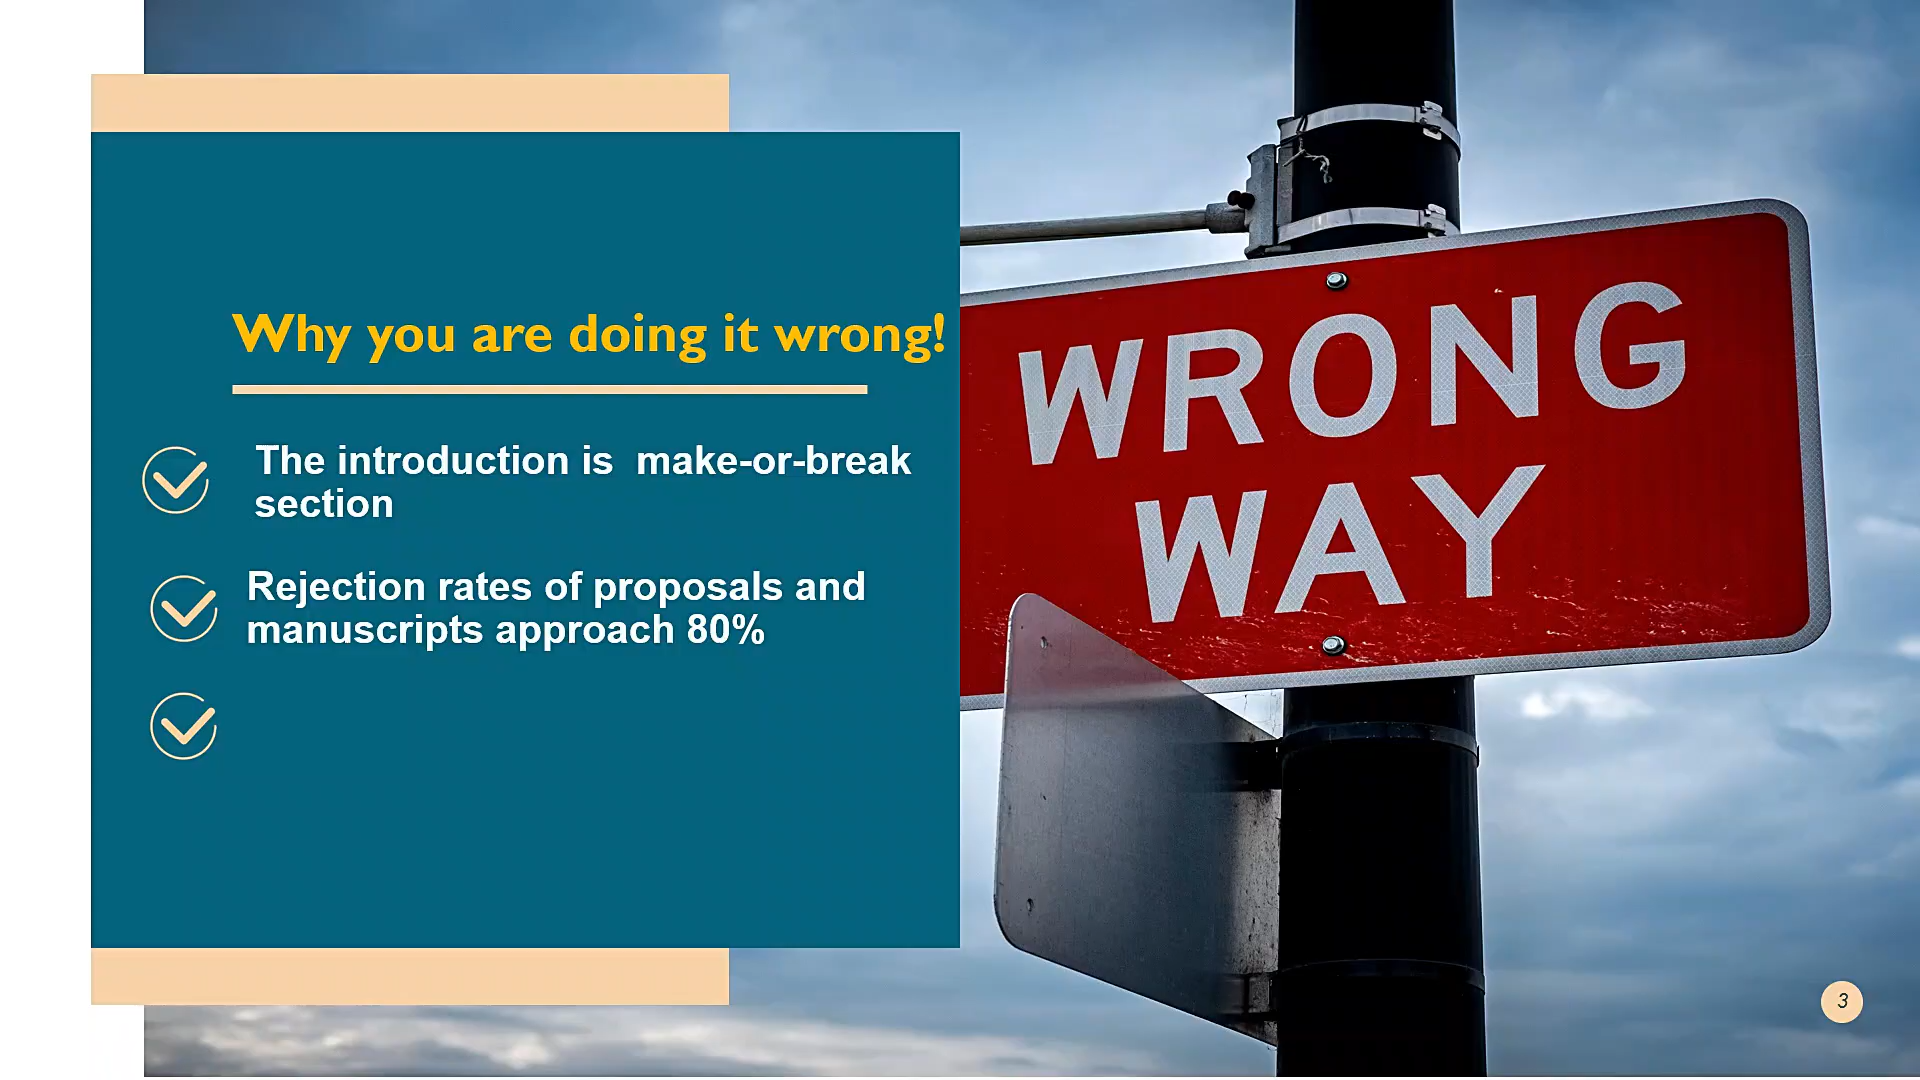 Why you are doing it wrong!
The introduction is  make-or-break
section
Rejection rates of proposals and
manuscripts approach 80%
WRONG
WAY
3